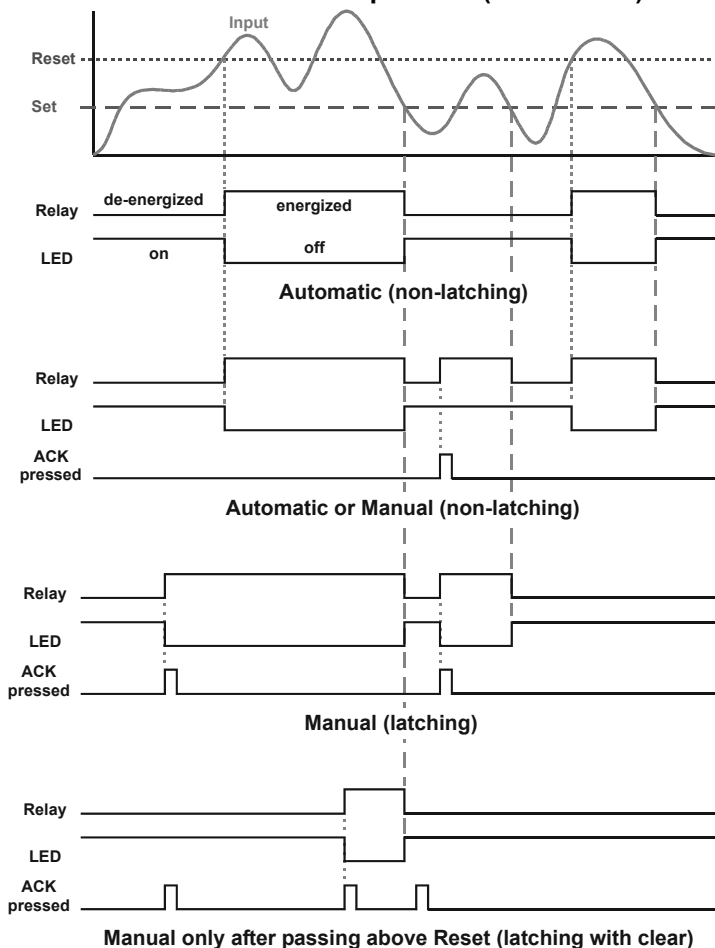 Input
Reset
Set
de-energized energized
Relay
LED
on off
Automatic (non-latching)
Relay
LED
ACK
pressed
Automatic or Manual (non-latching)
Relay
LED
ACK
pressed
Manual (latching)
Relay
LED
ACK
pressed
Manual only after passing above Reset (latching with clear)